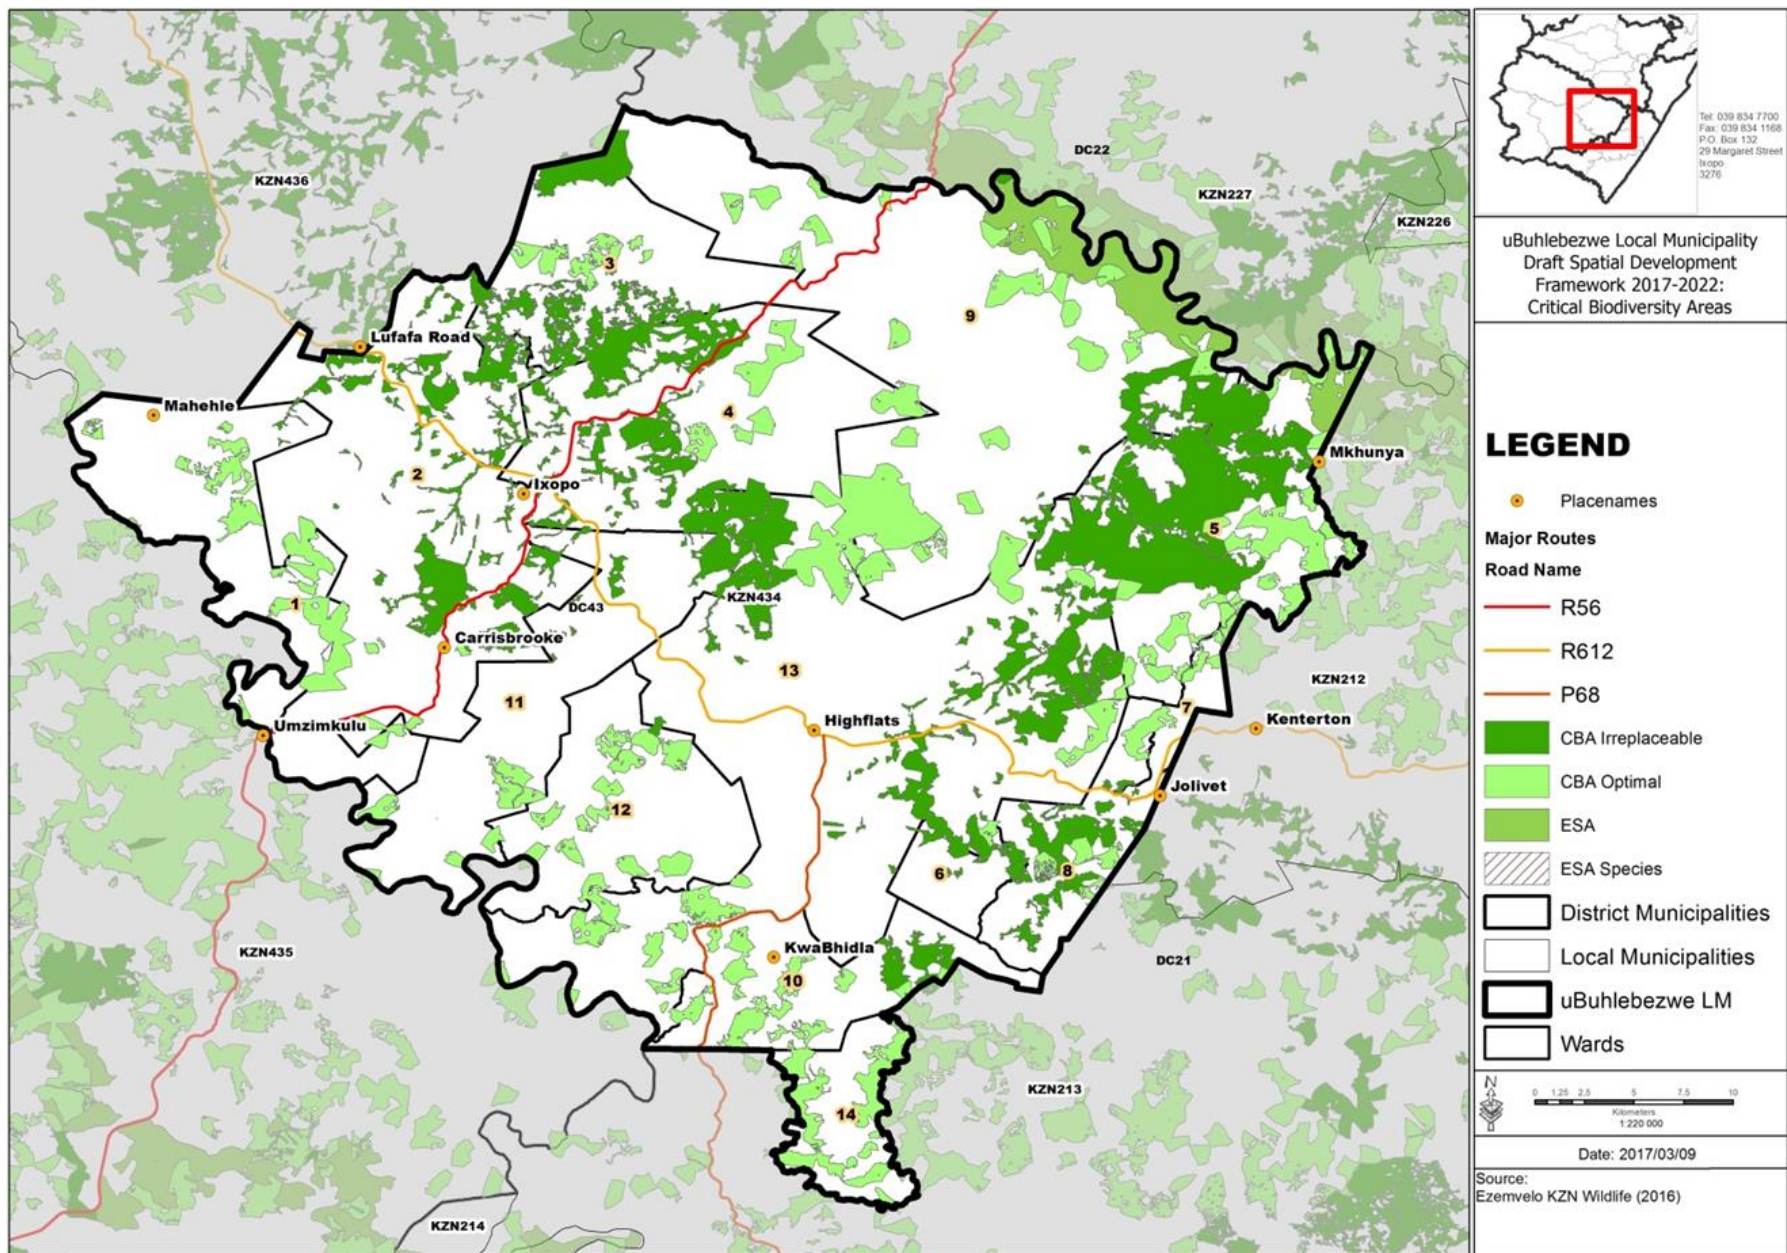 KZN436
DC22
KZN227
KZN226
3
9
Lufafa Road
Mahehle
4
2
Ixopo
Mkhunya
5
1
DC43
KZN434
Carrisbrooke
13
11
KZN212
7
Umzimkulu
Highflats
Kenterton
Jolivet
12
6
8
KZN435
KwaBhidla
DC21
10
KZN213
14
KZN214
Tel: 039 834 7700
Fax: 039 834 1168
P.O. Box 132
29 Margaret Street
Ixopo
3276
uBuhlebezwe Local Municipality
Draft Spatial Development
Framework 2017-2022:
Critical Biodiversity Areas
LEGEND
Placenames
Major Routes
Road Name
R56
R612
P68
CBA Irreplaceable
CBA Optimal
ESA
ESA Species
District Municipalities
Local Municipalities
uBuhlebezwe LM
Wards
N
0 1,25 2,5 5 7,5 10
Kilometers
1:220 000
Date: 2017/03/09
Source:
Ezemvelo KZN Wildlife (2016)